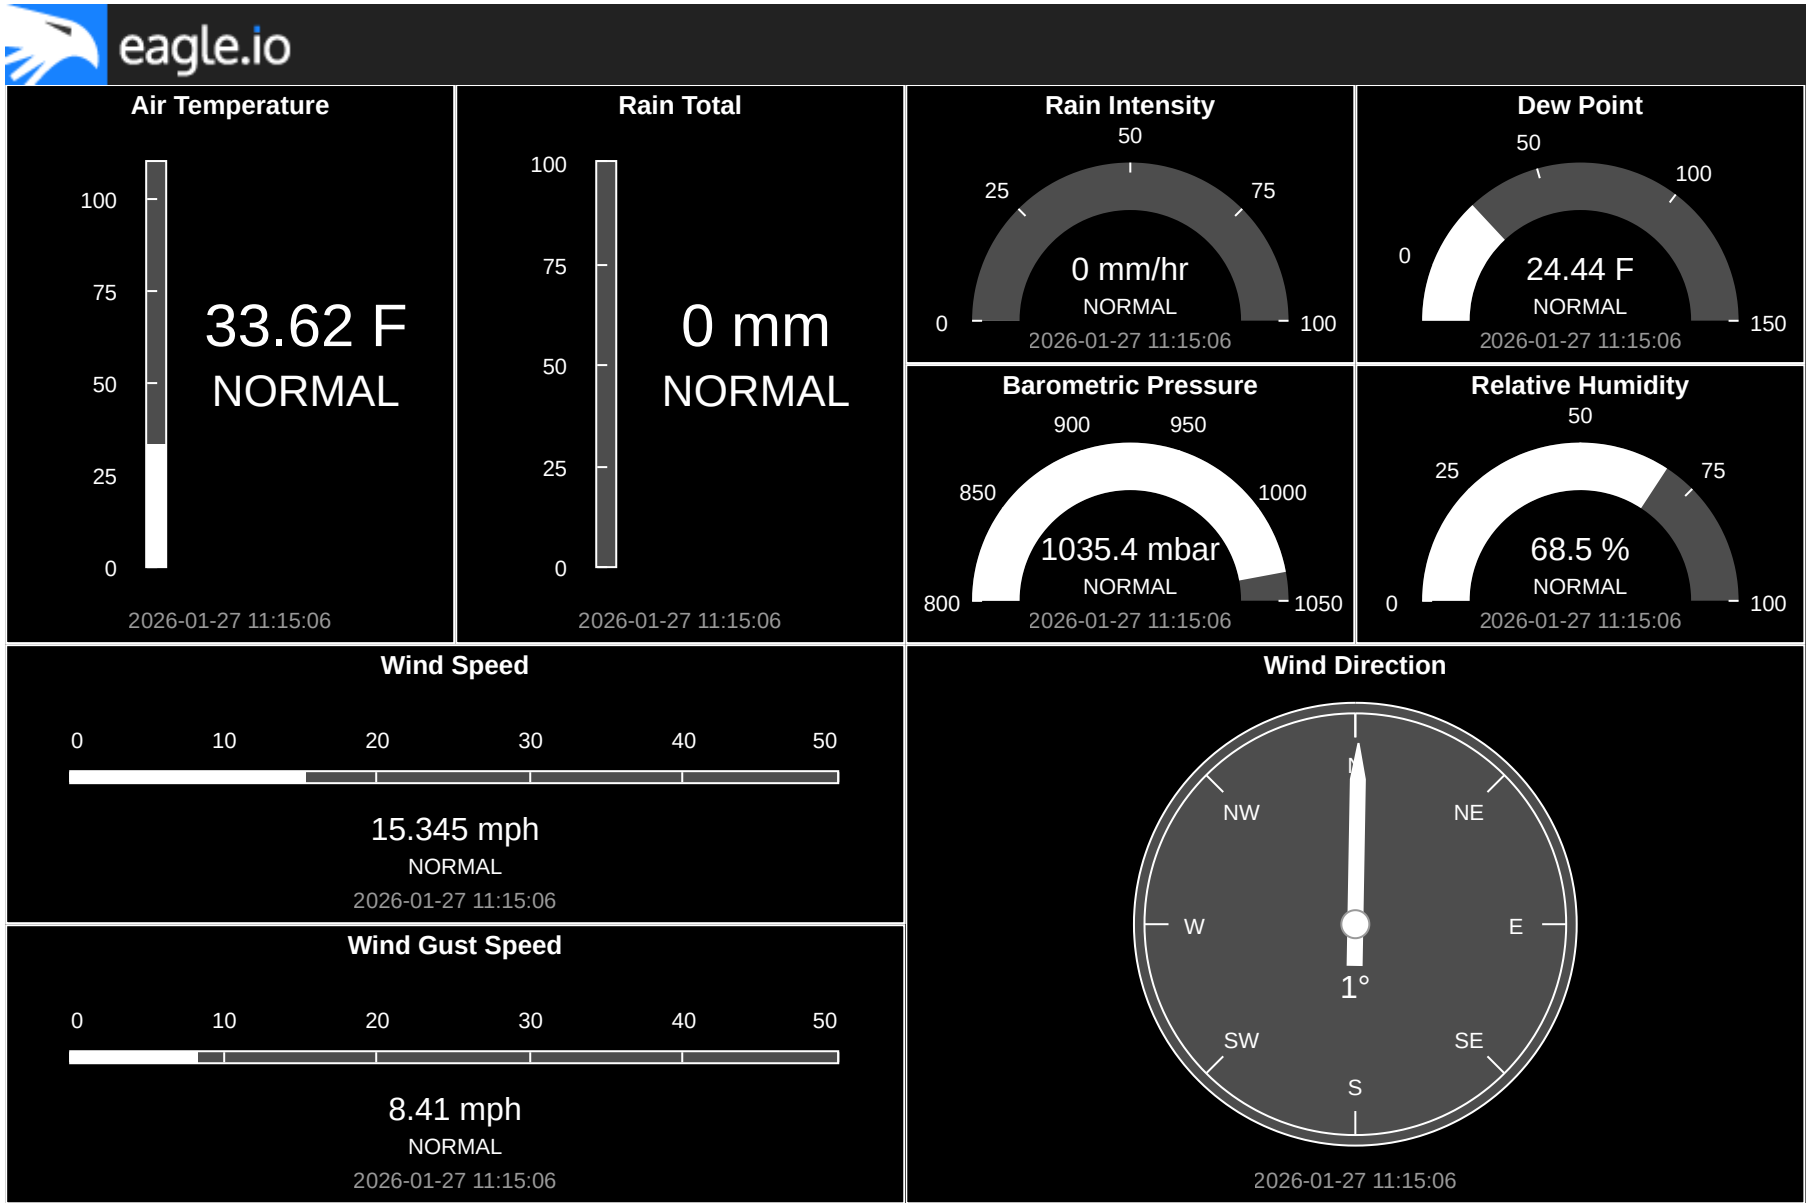 eagle.io
Air Temperature
100
75
50
25
0
33.62 F
NORMAL
2026-01-27 11:15:06
Rain Total
100
75
50
25
0
0 mm
NORMAL
2026-01-27 11:15:06
Rain Intensity
0
25
50
75
100
0 mm/hr
NORMAL
2026-01-27 11:15:06
Dew Point
0
50
100
150
24.44 F
NORMAL
2026-01-27 11:15:06
Barometric Pressure
800
850
900
950
1000
1050
1035.4 mbar
NORMAL
2026-01-27 11:15:06
Relative Humidity
0
25
50
75
100
68.5 %
NORMAL
2026-01-27 11:15:06
Wind Speed
0 10 20 30 40 50
15.345 mph
NORMAL
2026-01-27 11:15:06
Wind Gust Speed
0 10 20 30 40 50
8.41 mph
NORMAL
2026-01-27 11:15:06
Wind Direction
N
NW NE
W E
1°
SW SE
S
2026-01-27 11:15:06